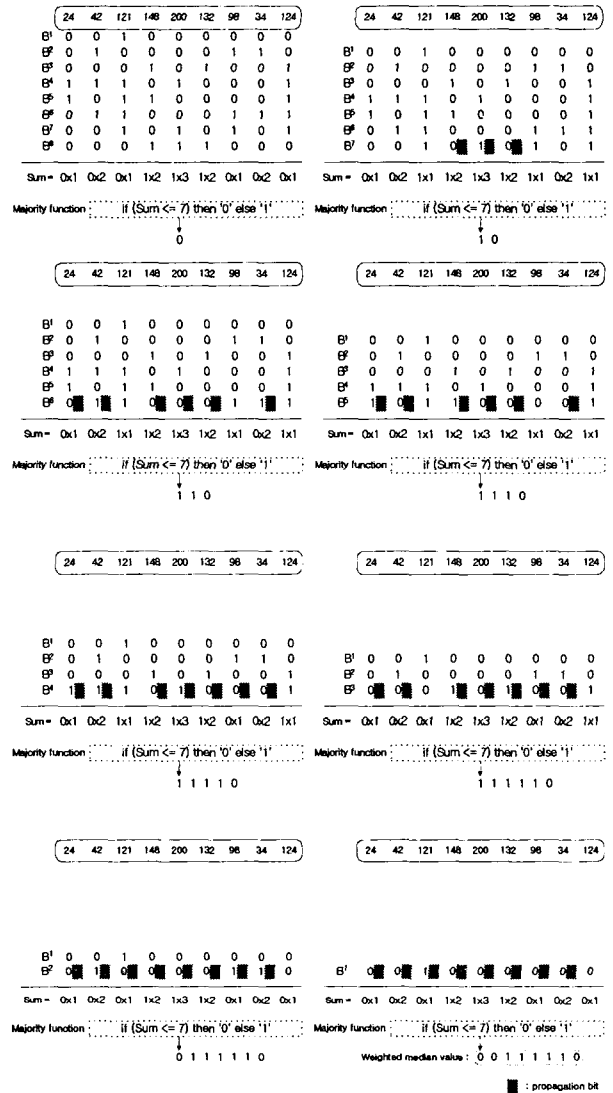 24 42 121 148 200 132 98 34 124
B¹ 0 0 1 0 0 0 0 0 0
B² 0 1 0 0 0 0 1 1 0
B³ 0 0 0 1 0 1 0 0 1
B⁴ 1 1 1 0 1 0 0 0 1
B⁵ 1 0 1 1 0 0 0 0 1
B⁶ 0 1 1 0 0 0 1 1 1
B⁷ 0 0 1 0 1 0 1 0 1
B⁸ 0 0 0 1 1 1 0 0 0
Sum = 0x1 0x2 0x1 1x2 1x3 1x2 0x1 0x2 0x1
Majority function : if (Sum <= 7) then '0' else '1'
0
24 42 121 148 200 132 98 34 124
B¹ 0 0 1 0 0 0 0 0 0
B² 0 1 0 0 0 0 1 1 0
B³ 0 0 0 1 0 1 0 0 1
B⁴ 1 1 1 0 1 0 0 0 1
B⁵ 1 0 1 1 0 0 0 0 1
B⁶ 0 1 1 0 0 0 1 1 1
B⁷ 0 0 1 0 1 0 1 0 1
Sum = 0x1 0x2 1x1 1x2 1x3 1x2 1x1 0x2 1x1
Majority function : if (Sum <= 7) then '0' else '1'
1 0
24 42 121 148 200 132 98 34 124
B¹ 0 0 1 0 0 0 0 0 0
B² 0 1 0 0 0 0 1 1 0
B³ 0 0 0 1 0 1 0 0 1
B⁴ 1 1 1 0 1 0 0 0 1
B⁵ 1 0 1 1 0 0 0 0 1
B⁶ 0 1 1 0 0 0 1 1 1
Sum = 0x1 0x2 1x1 1x2 1x3 1x2 1x1 0x2 1x1
Majority function : if (Sum <= 7) then '0' else '1'
1 1 0
24 42 121 148 200 132 98 34 124
B¹ 0 0 1 0 0 0 0 0 0
B² 0 1 0 0 0 0 1 1 0
B³ 0 0 0 1 0 1 0 0 1
B⁴ 1 1 1 0 1 0 0 0 1
B⁵ 1 0 1 1 0 0 0 0 1
Sum = 0x1 0x2 1x1 1x2 1x3 1x2 0x1 0x2 1x1
Majority function : if (Sum <= 7) then '0' else '1'
1 1 1 0
24 42 121 148 200 132 98 34 124
B¹ 0 0 1 0 0 0 0 0 0
B² 0 1 0 0 0 0 1 1 0
B³ 0 0 0 1 0 1 0 0 1
B⁴ 1 1 1 0 1 0 0 0 1
Sum = 0x1 0x2 1x1 1x2 1x3 1x2 0x1 0x2 1x1
Majority function : if (Sum <= 7) then '0' else '1'
1 1 1 1 0
24 42 121 148 200 132 98 34 124
B¹ 0 0 1 0 0 0 0 0 0
B² 0 1 0 0 0 0 1 1 0
B³ 0 0 0 1 0 1 0 0 1
Sum = 0x1 0x2 0x1 1x2 1x3 1x2 0x1 0x2 1x1
Majority function : if (Sum <= 7) then '0' else '1'
1 1 1 1 1 0
24 42 121 148 200 132 98 34 124
B¹ 0 0 1 0 0 0 0 0 0
B² 0 1 0 0 0 0 1 1 0
Sum = 0x1 0x2 0x1 1x2 1x3 1x2 0x1 0x2 0x1
Majority function : if (Sum <= 7) then '0' else '1'
0 1 1 1 1 1 0
24 42 121 148 200 132 98 34 124
B¹ 0 0 1 0 0 0 0 0 0
Sum = 0x1 0x2 0x1 1x2 1x3 1x2 0x1 0x2 0x1
Majority function : if (Sum <= 7) then '0' else '1'
Weighted median value : 0 0 1 1 1 1 1 0
: propagation bit